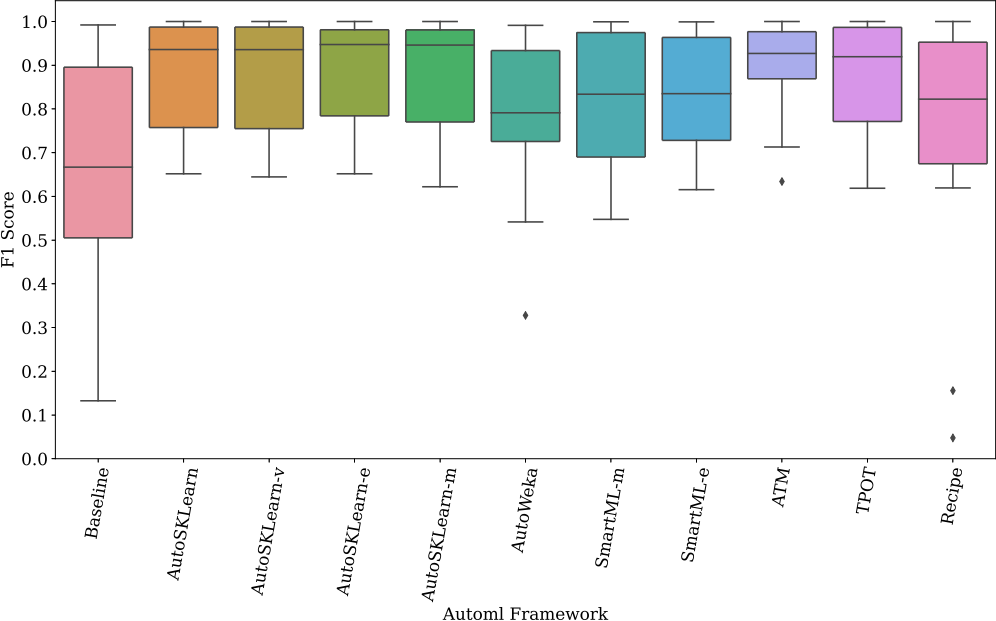 F1 Score
1.0
0.9
0.8
0.7
0.6
0.5
0.4
0.3
0.2
0.1
0.0
Baseline
AutoSKLearn
AutoSKLearn-v
AutoSKLearn-e
AutoSKLearn-m
AutoWeka
SmartML-m
SmartML-e
ATM
TPOT
Recipe
Automl Framework